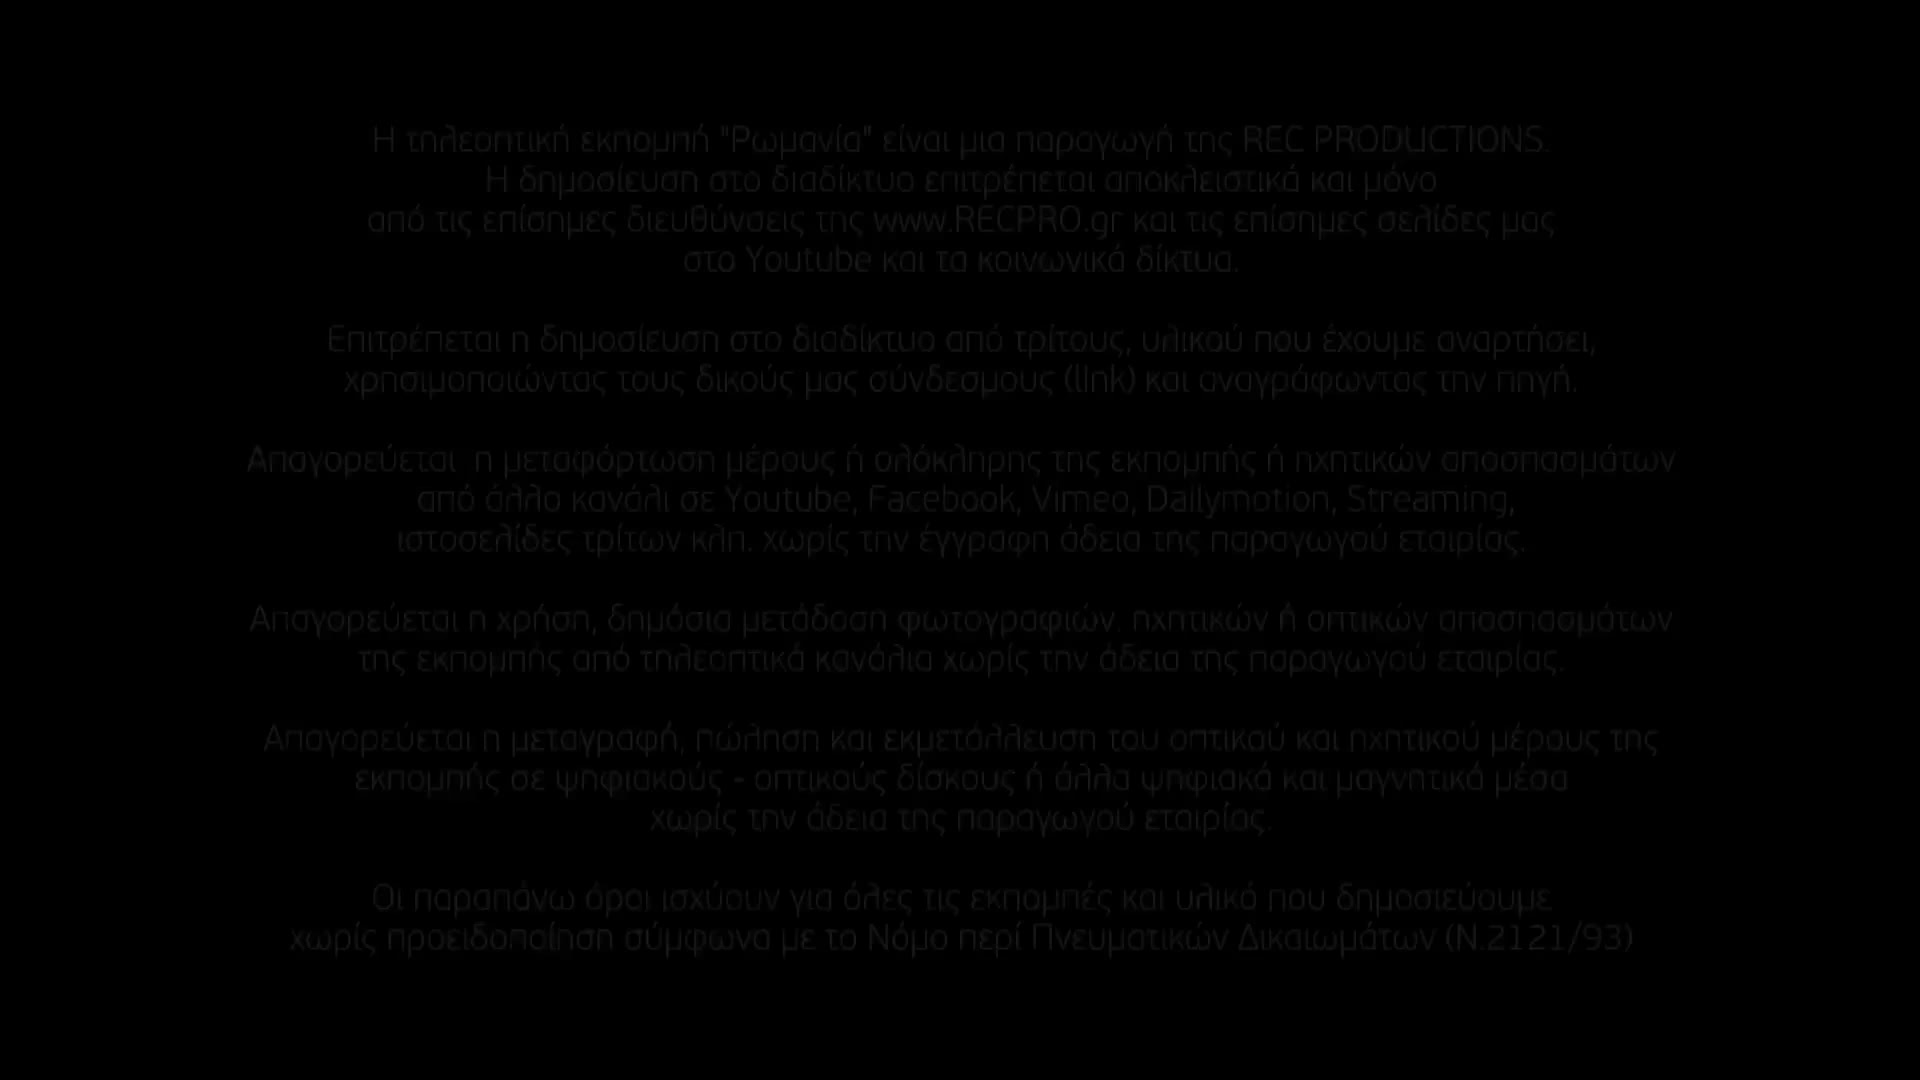 Η τηλεοπτική εκπομπή "Ρωμανία" είναι μια παραγωγή της REC PRODUCTIONS.
Η δημοσίευση στο διαδίκτυο επιτρέπεται αποκλειστικά και μόνο
από τις επίσημες διευθύνσεις της www.RECPRO.gr και τις επίσημες σελίδες μας
στο Youtube και τα κοινωνικά δίκτυα.
Επιτρέπεται η δημοσίευση στο διαδίκτυο από τρίτους, υλικού που έχουμε αναρτήσει,
χρησιμοποιώντας τους δικούς μας σύνδεσμους (lInk) και αναγράφωντας την πηγή.
Απαγορεύεται η μεταφόρτωση μέρους ή ολόκληρης της εκπομπής ή ηχητικών αποσπασμάτων
από άλλο κανάλι σε Youtube, Facebook, Vimeo, Dailymotion, Streaming,
ιστοσελίδες τρίτων κλπ. χωρίς την έγγραφη άδεια της παραγωγού εταιρίας.
Απαγορεύεται η χρήση, δημόσια μετάδοση φωτογραφιών, ηχητικών ή οπτικών αποσπασμάτων
της εκπομπής από τηλεοπτικά κανάλια χωρίς την άδεια της παραγωγού εταιρίας.
Απαγορεύεται η μεταγραφή, πώληση και εκμετάλλευση του οπτικού και ηχητικού μέρους της
εκπομπής σε ψηφιακούς - οπτικούς δίσκους ή άλλα ψηφιακά και μαγνητικά μέσα
χωρίς την άδεια της παραγωγού εταιρίας.
Οι παραπάνω όροι ισχύουν για όλες τις εκπομπές και υλικό που δημοσιεύουμε
χωρίς προειδοποίηση σύμφωνα με το Νόμο περί Πνευματικών Δικαιωμάτων (Ν.2121/93)